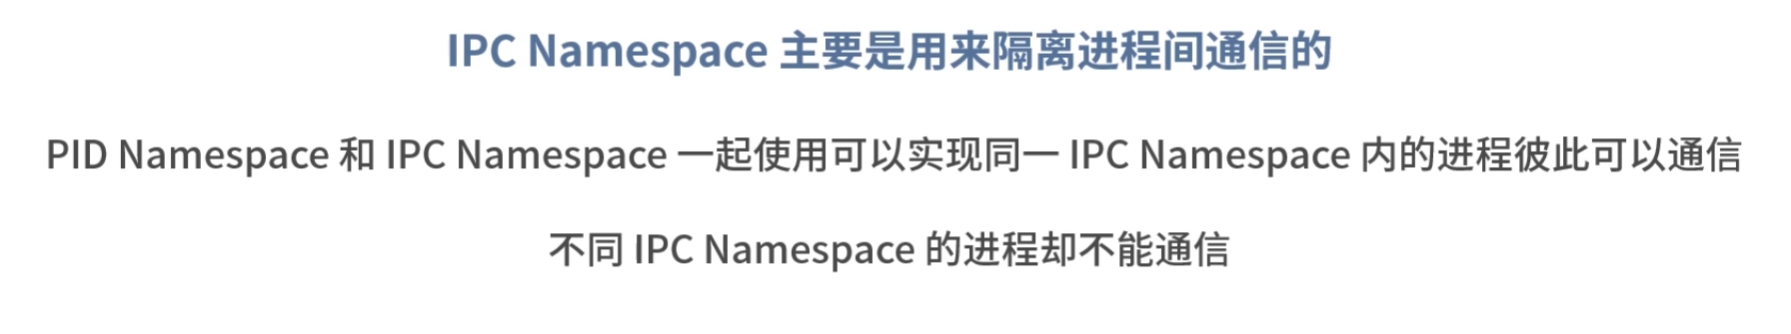 IPC Namespace 主要是用来隔离进程间通信的
PID Namespace 和 IPC Namespace 一起使用可以实现同一 IPC Namespace 内的进程彼此可以通信
不同 IPC Namespace 的进程却不能通信